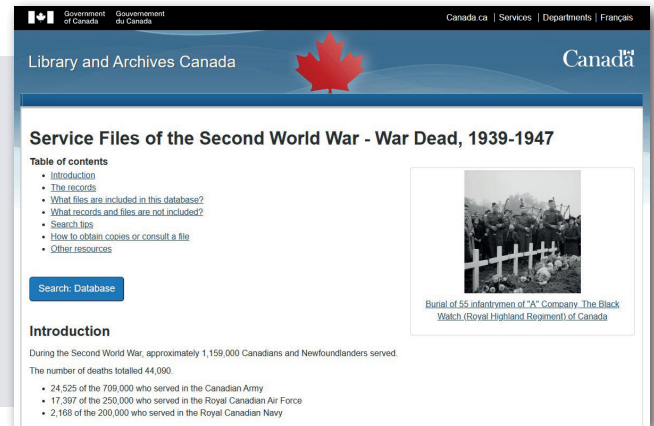 Government of Canada
Gouvernement du Canada
Canada.ca | Services | Departments | Français
Library and Archives Canada
Canada
Service Files of the Second World War - War Dead, 1939-1947
Table of contents
Introduction
The records
What files are included in this database?
What records and files are not included?
Search tips
How to obtain copies or consult a file
Other resources
Search: Database
Burial of 55 infantrymen of "A" Company The Black
Watch (Royal Highland Regiment) of Canada
Introduction
During the Second World War, approximately 1,159,000 Canadians and Newfoundlanders served.
The number of deaths totalled 44,090.
24,525 of the 709,000 who served in the Canadian Army
17,397 of the 250,000 who served in the Royal Canadian Air Force
2,168 of the 200,000 who served in the Royal Canadian Navy